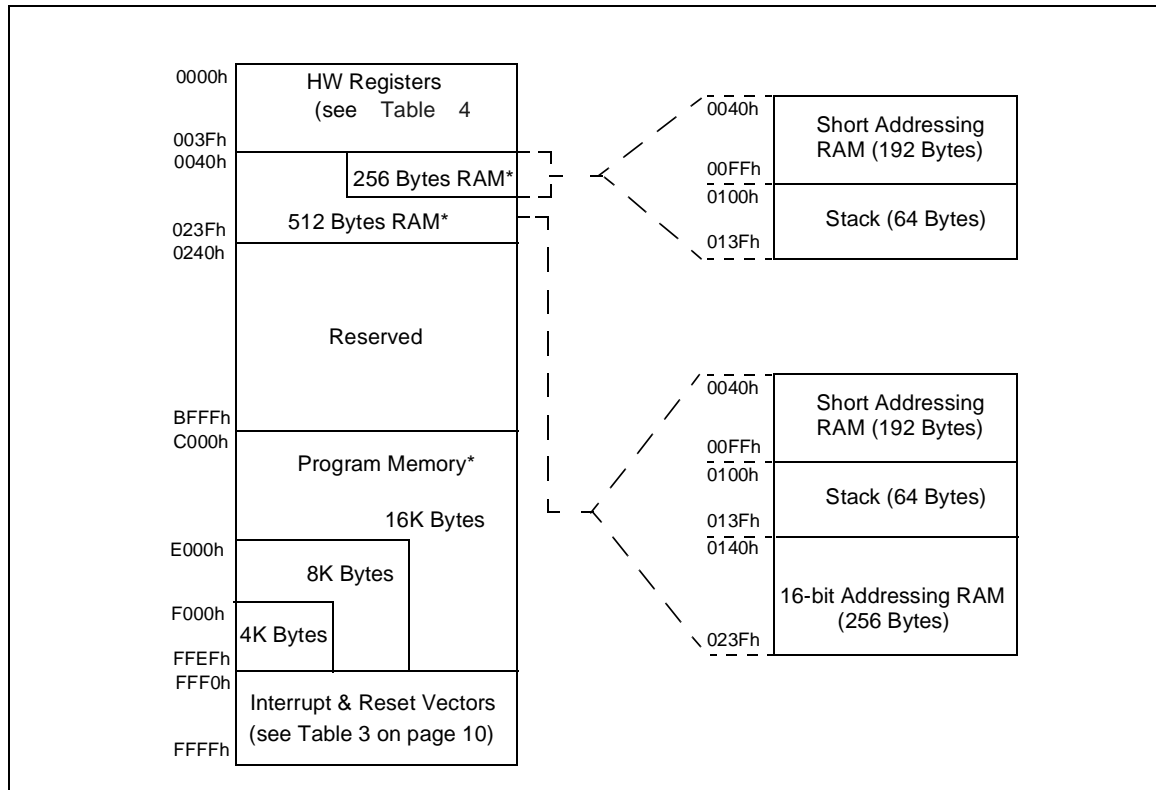 0000h
HW Registers
(see Table 4
003Fh
0040h
256 Bytes RAM*
512 Bytes RAM*
023Fh
0240h
Reserved
BFFFh
C000h
Program Memory*
16K Bytes
E000h
8K Bytes
F000h
4K Bytes
FFEFh
FFF0h
Interrupt & Reset Vectors
(see Table 3 on page 10)
FFFFh
0040h
Short Addressing
RAM (192 Bytes)
00FFh
0100h
Stack (64 Bytes)
013Fh
0040h
Short Addressing
RAM (192 Bytes)
00FFh
0100h
Stack (64 Bytes)
013Fh
0140h
16-bit Addressing RAM
(256 Bytes)
023Fh